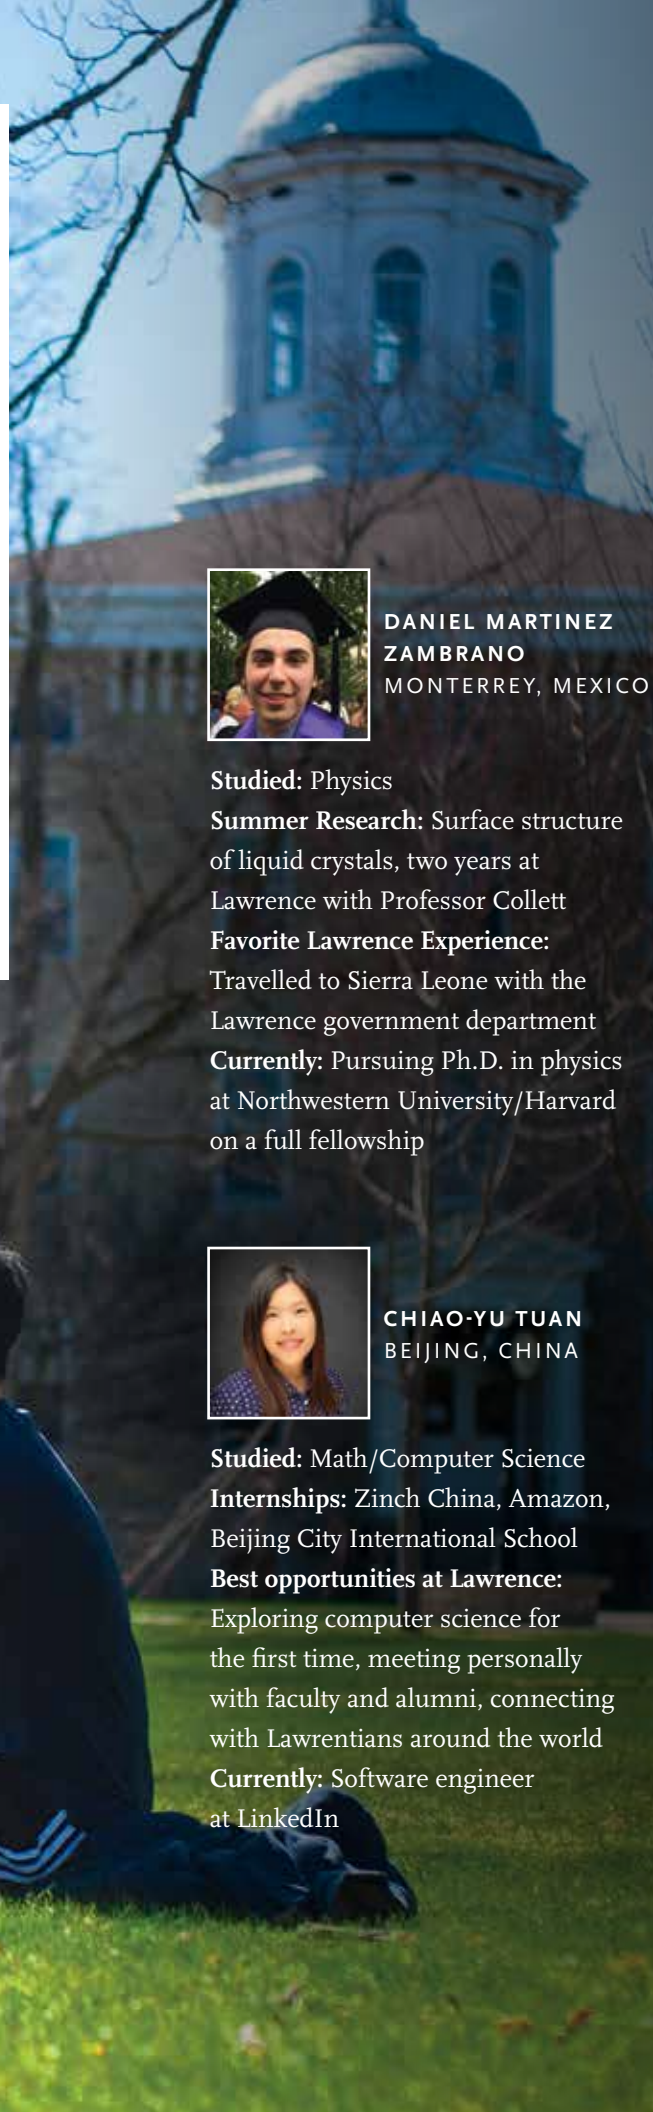 DANIEL MARTINEZ
ZAMBRANO
MONTERREY, MEXICO
Studied: Physics
Summer Research: Surface structure
of liquid crystals, two years at
Lawrence with Professor Collett
Favorite Lawrence Experience:
Travelled to Sierra Leone with the
Lawrence government department
Currently: Pursuing Ph.D. in physics
at Northwestern University/Harvard
on a full fellowship
CHIAO-YU TUAN
BEIJING, CHINA
Studied: Math/Computer Science
Internships: Zinch China, Amazon,
Beijing City International School
Best opportunities at Lawrence:
Exploring computer science for
the first time, meeting personally
with faculty and alumni, connecting
with Lawrentians around the world
Currently: Software engineer
at LinkedIn